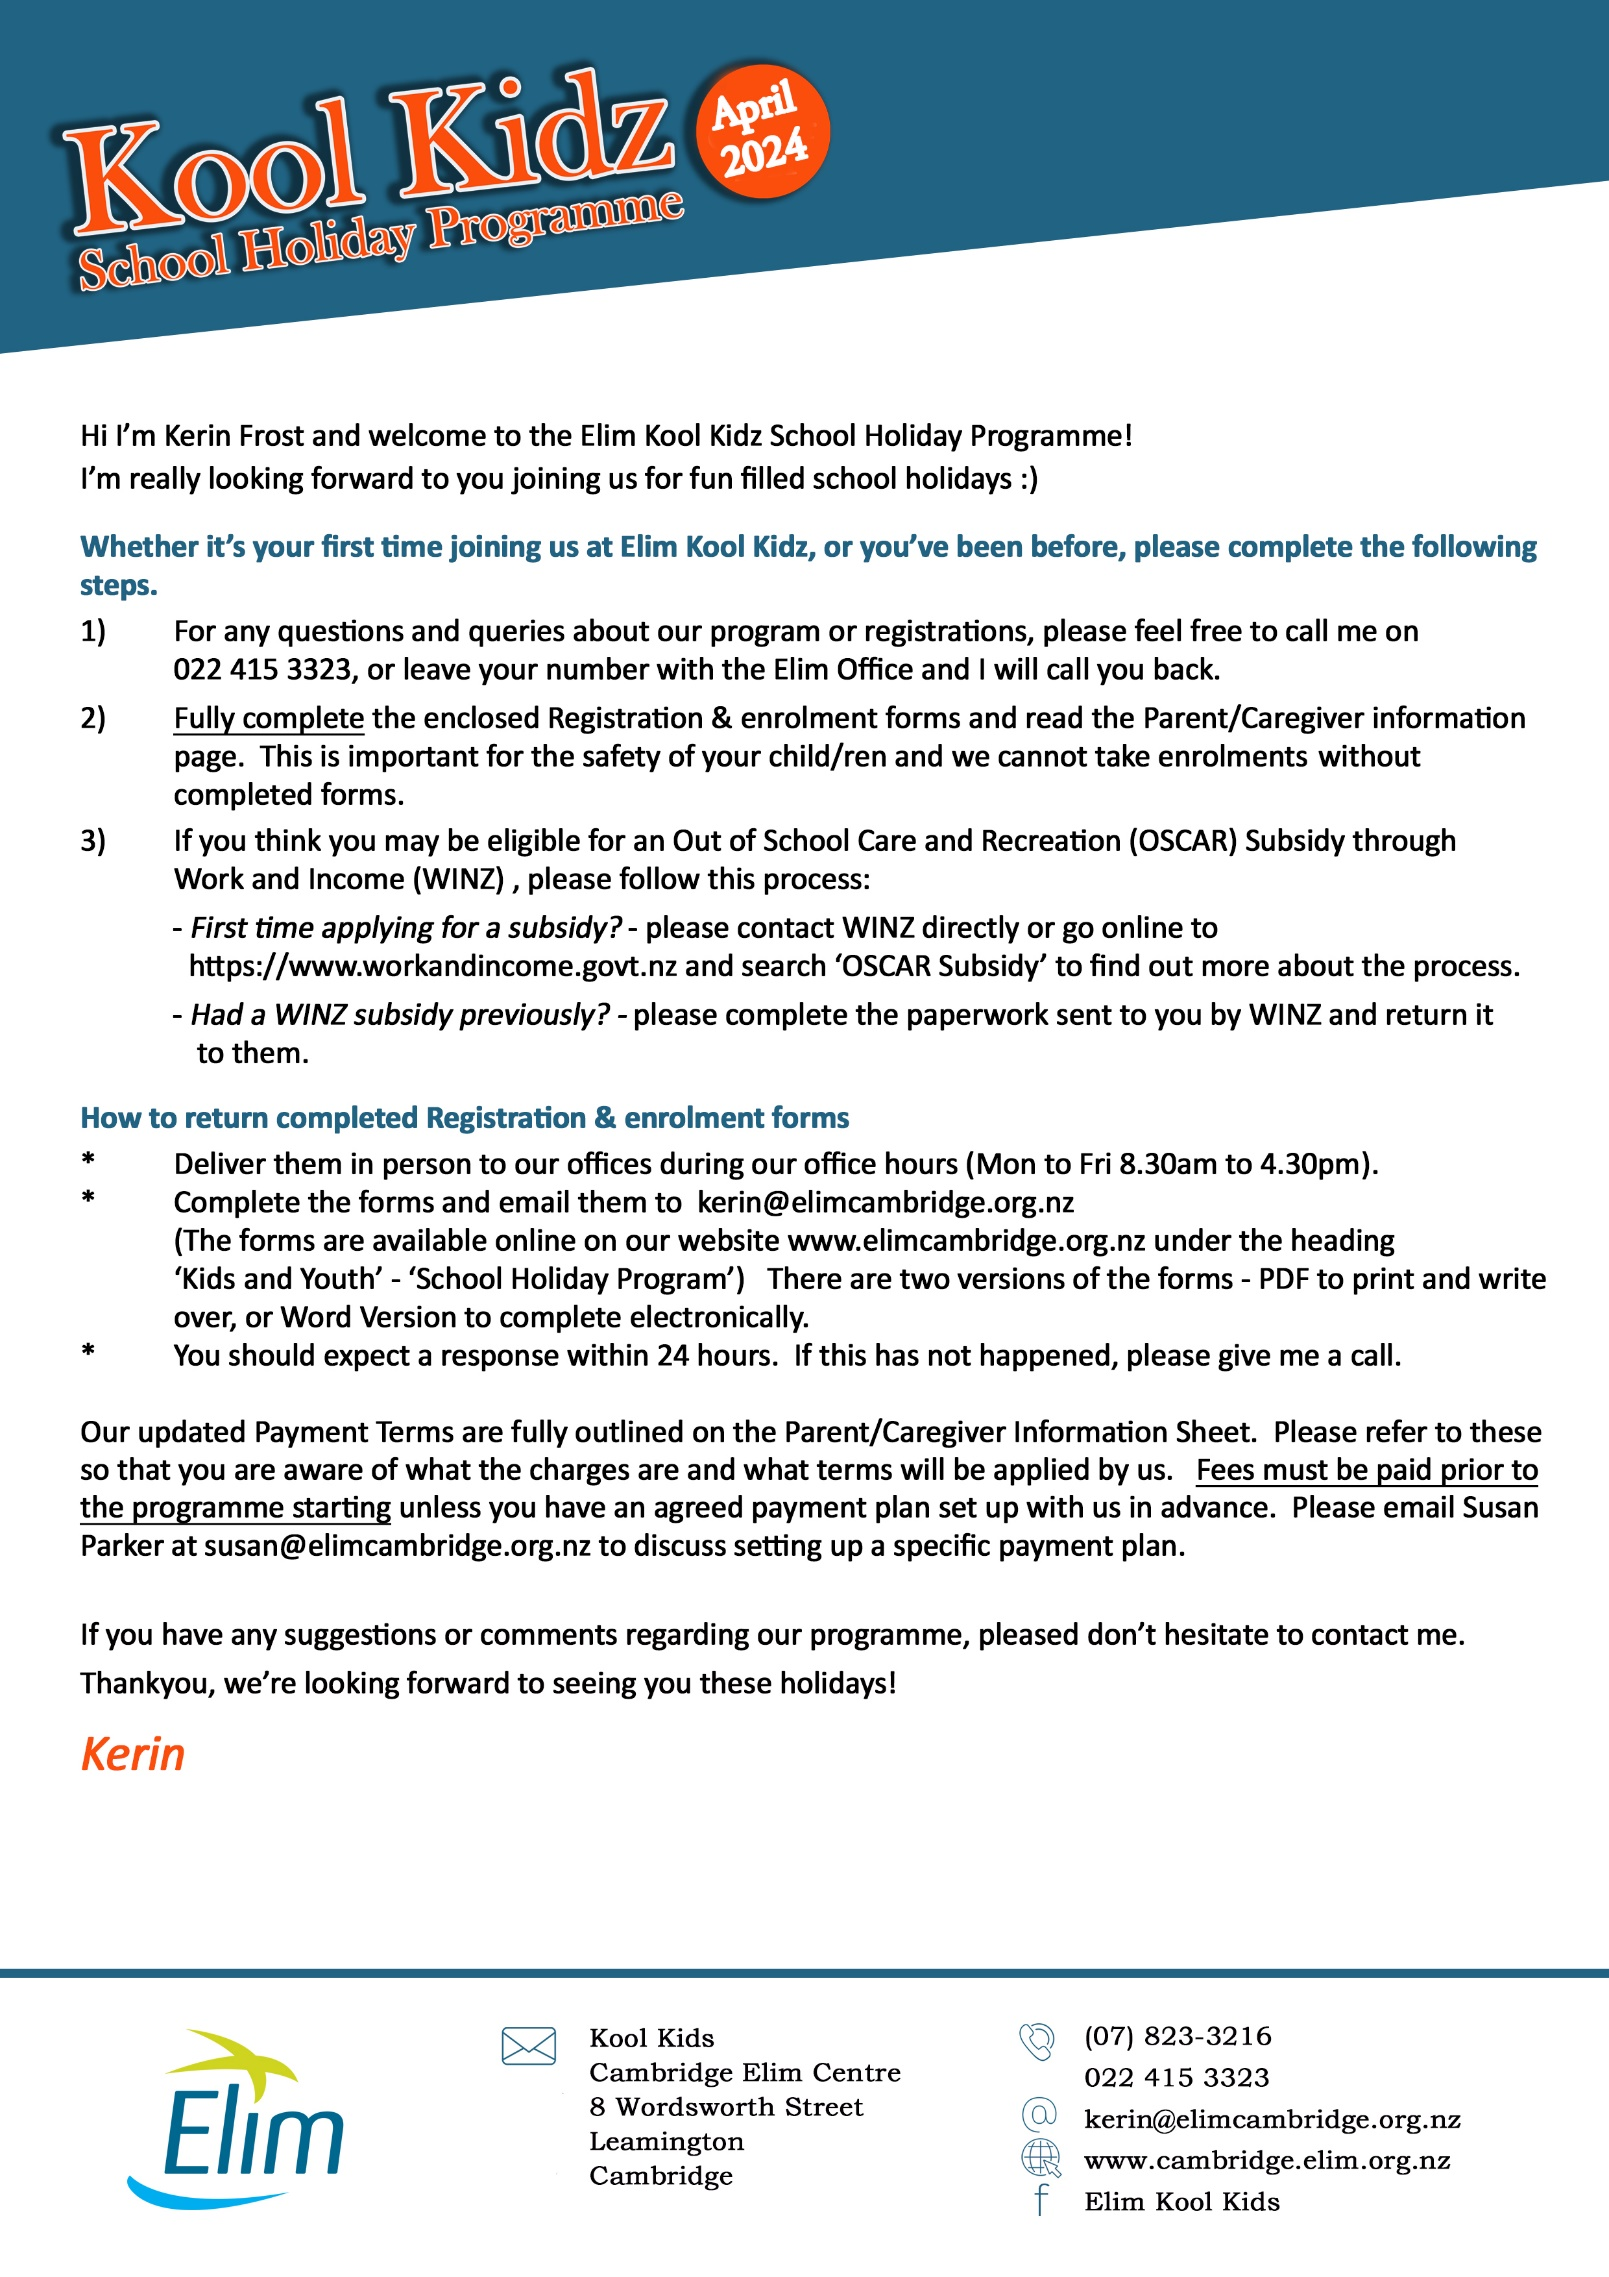 Kool Kidz
School Holiday Programme
April
2024
Hi I’m Kerin Frost and welcome to the Elim Kool Kidz School Holiday Programme!
I’m really looking forward to you joining us for fun filled school holidays :)
Whether it’s your first time joining us at Elim Kool Kidz, or you’ve been before, please complete the following
steps.
1) For any questions and queries about our program or registrations, please feel free to call me on
022 415 3323, or leave your number with the Elim Office and I will call you back.
2) Fully complete the enclosed Registration & enrolment forms and read the Parent/Caregiver information
page. This is important for the safety of your child/ren and we cannot take enrolments without
completed forms.
3) If you think you may be eligible for an Out of School Care and Recreation (OSCAR) Subsidy through
Work and Income (WINZ) , please follow this process:
- First time applying for a subsidy? - please contact WINZ directly or go online to
https://www.workandincome.govt.nz and search ‘OSCAR Subsidy’ to find out more about the process.
- Had a WINZ subsidy previously? - please complete the paperwork sent to you by WINZ and return it
to them.
How to return completed Registration & enrolment forms
* Deliver them in person to our offices during our office hours (Mon to Fri 8.30am to 4.30pm).
* Complete the forms and email them to kerin@elimcambridge.org.nz
(The forms are available online on our website www.elimcambridge.org.nz under the heading
‘Kids and Youth’ - ‘School Holiday Program’) There are two versions of the forms - PDF to print and write
over, or Word Version to complete electronically.
* You should expect a response within 24 hours. If this has not happened, please give me a call.
Our updated Payment Terms are fully outlined on the Parent/Caregiver Information Sheet. Please refer to these
so that you are aware of what the charges are and what terms will be applied by us. Fees must be paid prior to
the programme starting unless you have an agreed payment plan set up with us in advance. Please email Susan
Parker at susan@elimcambridge.org.nz to discuss setting up a specific payment plan.
If you have any suggestions or comments regarding our programme, pleased don’t hesitate to contact me.
Thankyou, we’re looking forward to seeing you these holidays!
Kerin
Elim
Kool Kids
Cambridge Elim Centre
8 Wordsworth Street
Leamington
Cambridge
(07) 823-3216
022 415 3323
@ kerin@elimcambridge.org.nz
www.cambridge.elim.org.nz
f Elim Kool Kids